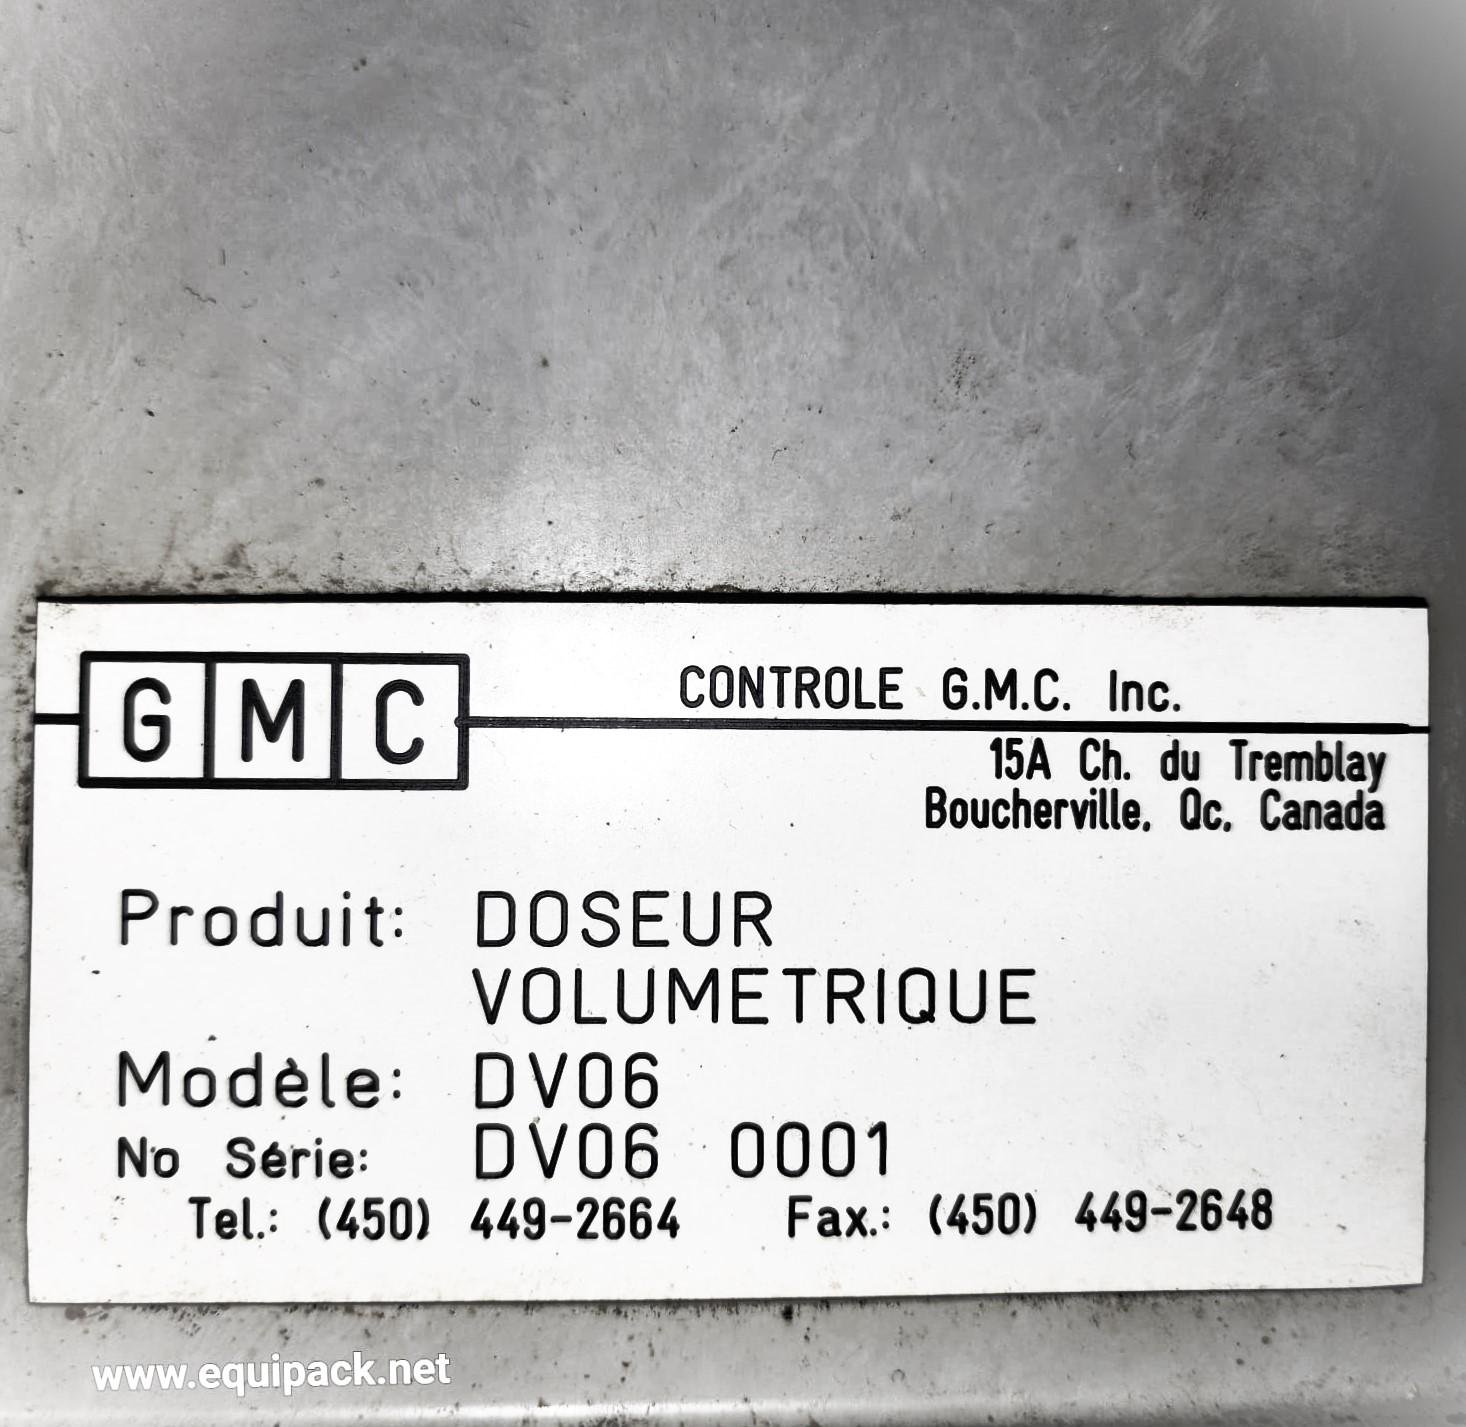 GMC
CONTROLE G.M.C. Inc.
15A Ch. du Tremblay
Boucherville, Qc, Canada
Produit: DOSEUR
VOLUMETRIQUE
Modèle: DV06
No Série: DV06 0001
Tel.: (450) 449-2664 Fax.: (450) 449-2648
www.equipack.net